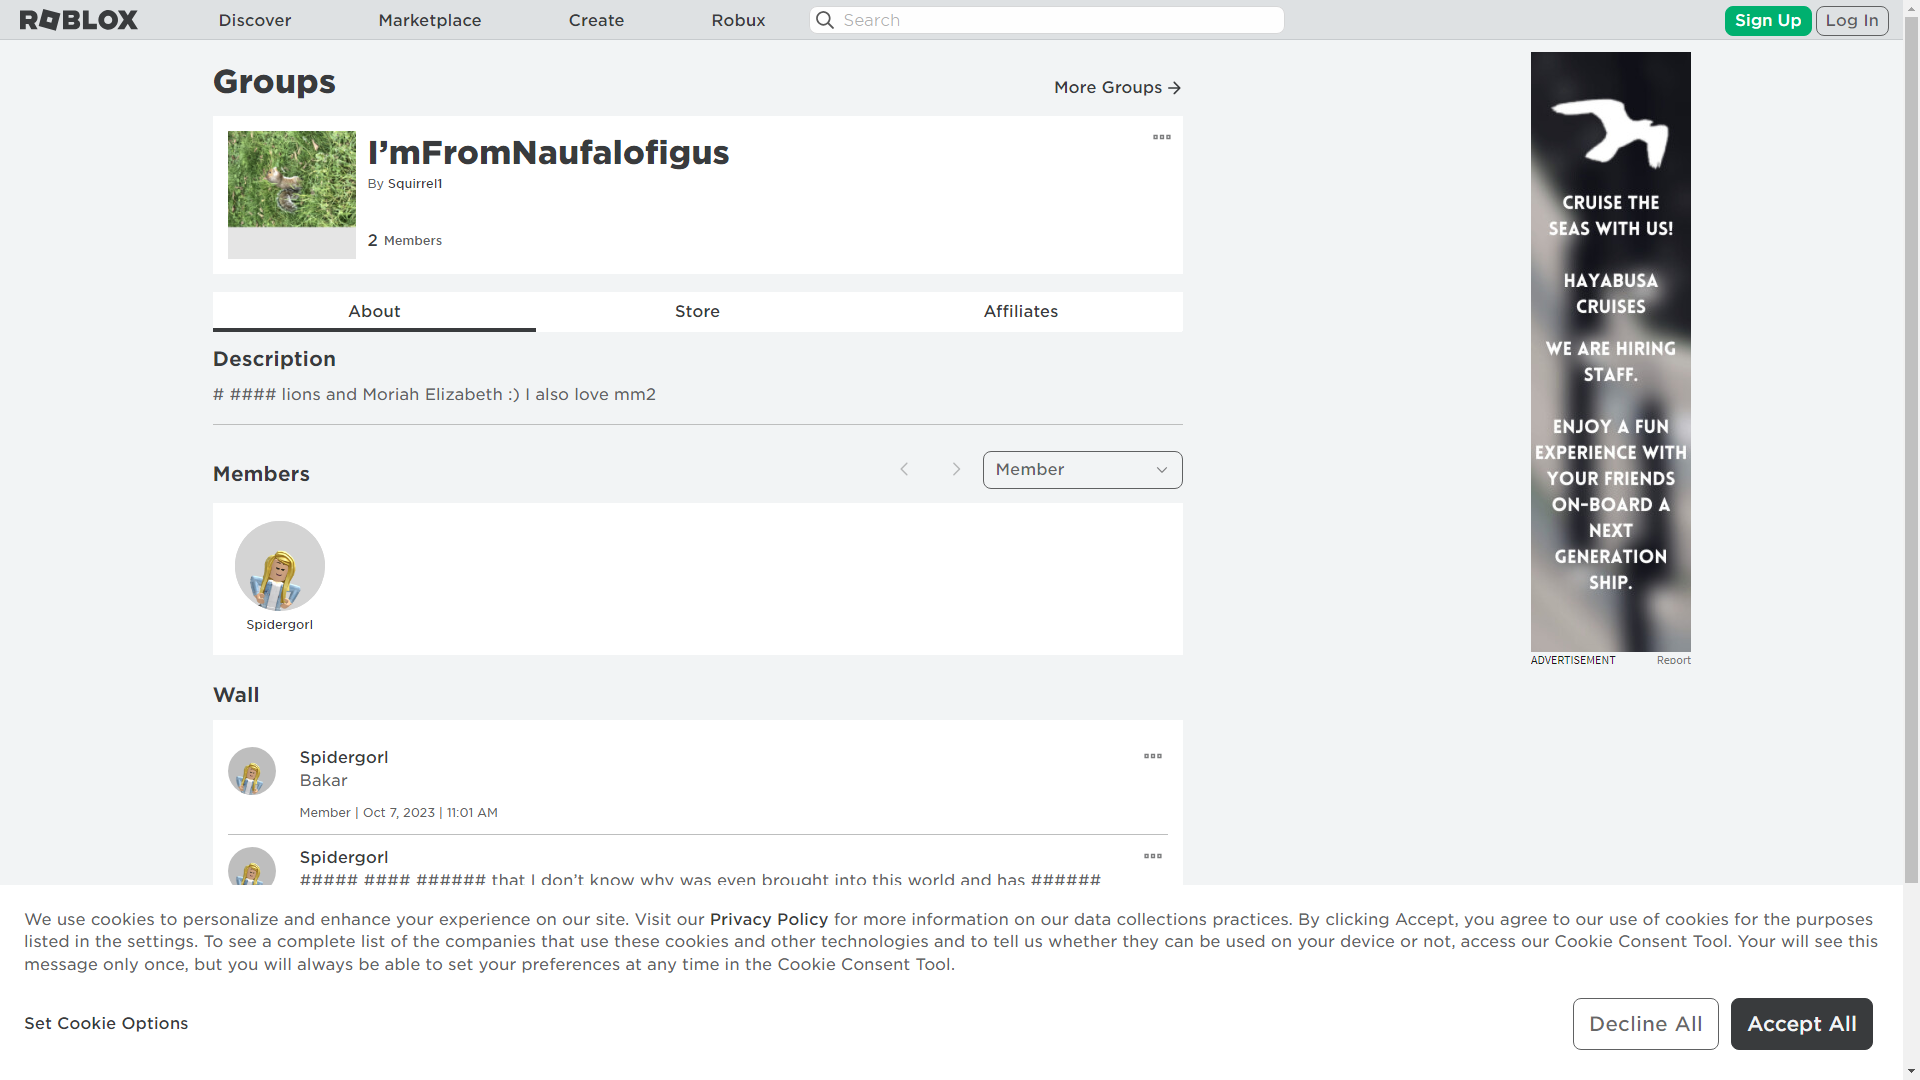 ROBLOX
Discover
Marketplace
Create
Robux
Search
Sign Up
Log In
Groups
More Groups
I’mFromNaufalofigus
By Squirrel1
2 Members
About
Store
Affiliates
Description
# #### lions and Moriah Elizabeth :) I also love mm2
Members
Member
Spidergorl
Wall
Spidergorl
Bakar
Member | Oct 7, 2023 | 11:01 AM
Spidergorl
##### #### ###### that I don’t know why was even brought into this world and has ######
CRUISE THE
SEAS WITH US!
HAYABUSA
CRUISES
WE ARE HIRING
STAFF.
ENJOY A FUN
EXPERIENCE WITH
YOUR FRIENDS
ON-BOARD A
NEXT
GENERATION
SHIP.
ADVERTISEMENT
Report
We use cookies to personalize and enhance your experience on our site. Visit our Privacy Policy for more information on our data collections practices. By clicking Accept, you agree to our use of cookies for the purposes
listed in the settings. To see a complete list of the companies that use these cookies and other technologies and to tell us whether they can be used on your device or not, access our Cookie Consent Tool. Your will see this
message only once, but you will always be able to set your preferences at any time in the Cookie Consent Tool.
Set Cookie Options
Decline All
Accept All